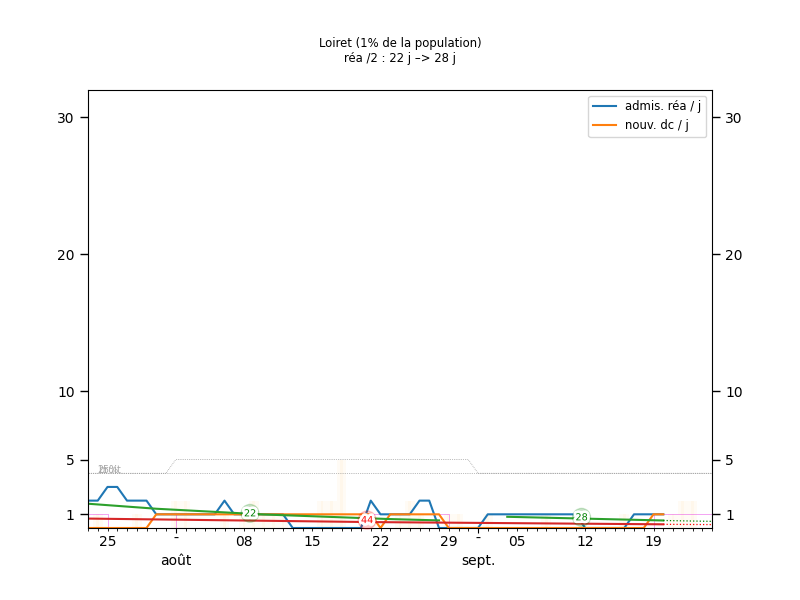 Loiret (1% de la population)
réa /2 : 22 j –> 28 j
admis. réa / j
nouv. dc / j
30 30
20 20
10 10
5 5
1 1
22
44
28
25 - 08 15 22 29 - 05 12 19
août sept.